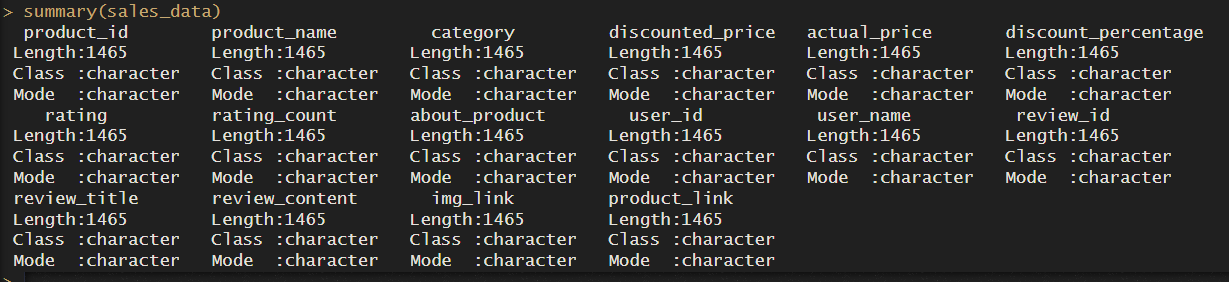 > summary(sales_data)
product_id product_name category discounted_price actual_price discount_percentage
Length:1465 Length:1465 Length:1465 Length:1465 Length:1465 Length:1465
Class :character Class :character Class :character Class :character Class :character Class :character
Mode :character Mode :character Mode :character Mode :character Mode :character Mode :character
rating rating_count about_product user_id user_name review_id
Length:1465 Length:1465 Length:1465 Length:1465 Length:1465 Length:1465
Class :character Class :character Class :character Class :character Class :character Class :character
Mode :character Mode :character Mode :character Mode :character Mode :character Mode :character
review_title review_content img_link product_link
Length:1465 Length:1465 Length:1465 Length:1465
Class :character Class :character Class :character Class :character
Mode :character Mode :character Mode :character Mode :character
>